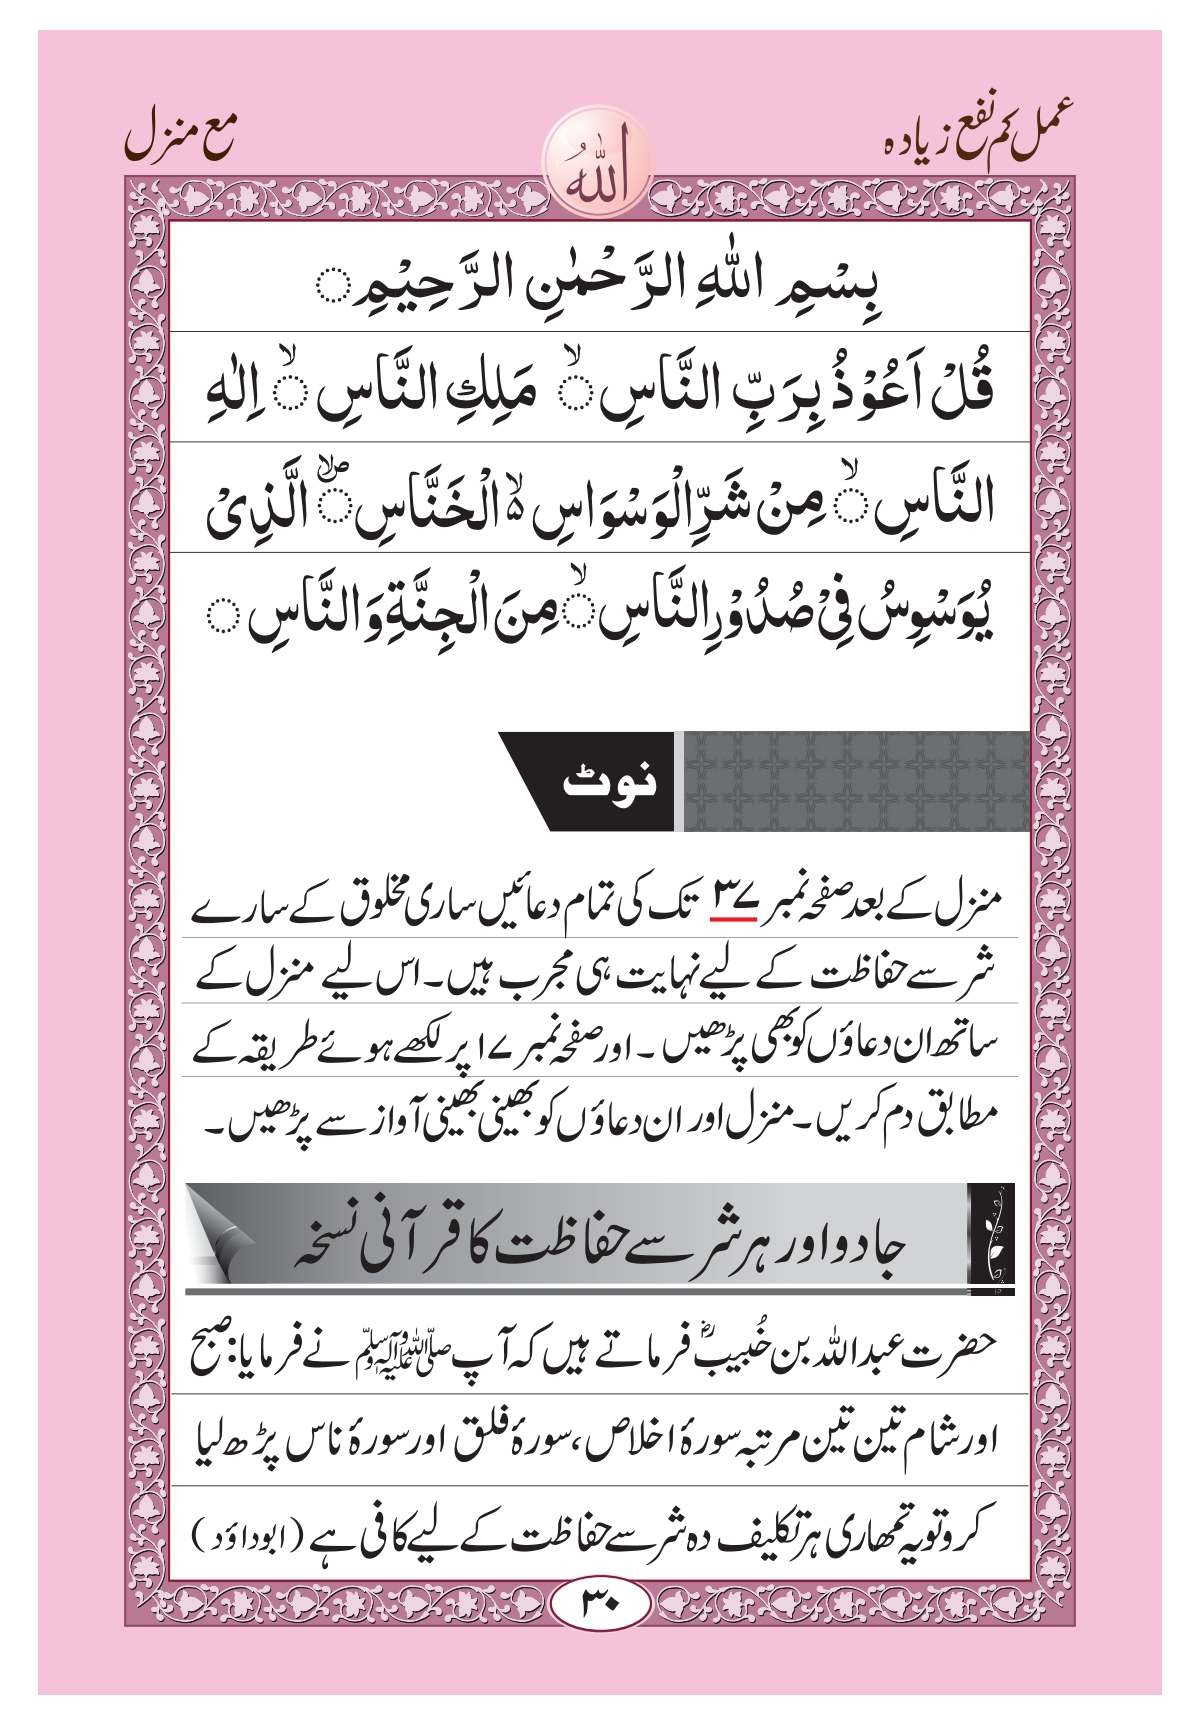 عمل کم نفع زیادہ
اللہ
مع منزل
بِسْمِ اللّٰهِ الرَّحْمٰنِ الرَّحِيْمِ ۝
قُلْ اَعُوْذُ بِرَبِّ النَّاسِ ۝ۙ مَلِكِ النَّاسِ ۝ۙ اِلٰهِ
النَّاسِ ۝ۙ مِنْ شَرِّ الْوَسْوَاسِ ۙ۬ الْخَنَّاسِ ۝۪ۙ الَّذِىْ
يُوَسْوِسُ فِىْ صُدُوْرِ النَّاسِ ۝ۙ مِنَ الْجِنَّةِ وَ النَّاسِ ۝
نوٹ
منزل کے بعد صفحہ نمبر ۳۷ تک کی تمام دعائیں ساری مخلوق کے سارے
شر سے حفاظت کے لیے نہایت ہی مجرب ہیں۔ اس لیے منزل کے
ساتھ ان دعاؤں کو بھی پڑھیں۔ اور صفحہ نمبر ۱۷ پر لکھے ہوئے طریقہ کے
مطابق دم کریں۔ منزل اور ان دعاؤں کو بھینی بھینی آواز سے پڑھیں۔
جادو اور ہر شر سے حفاظت کا قرآنی نسخہ
حضرت عبداللہ بن خُبیبؓ فرماتے ہیں کہ آپ صلی اللہ علیہ وآلہ وسلم نے فرمایا: صبح
اور شام تین تین مرتبہ سورۂ اخلاص، سورۂ فلق اور سورۂ ناس پڑھ لیا
کرو تو یہ تمھاری ہر تکلیف دہ شر سے حفاظت کے لیے کافی ہے (ابوداؤد)
۳۰